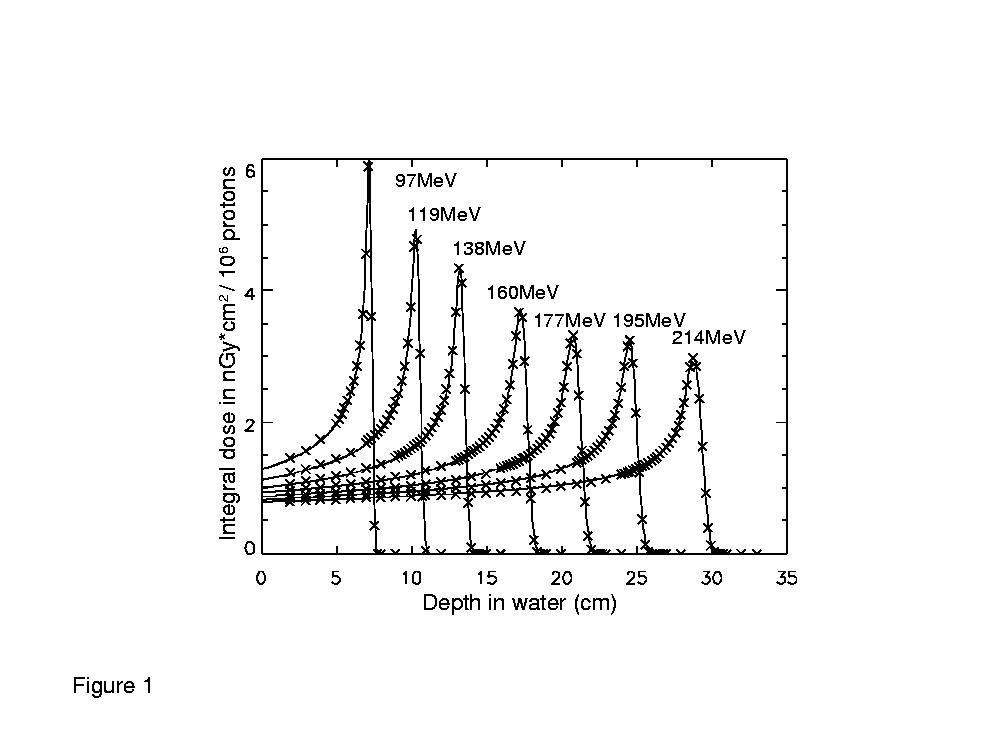 6
97MeV
119MeV
138MeV
4
160MeV
177MeV 195MeV
214MeV
2
0
Integral dose in nGy*cm² / 10⁶ protons
0 5 10 15 20 25 30 35
Depth in water (cm)
Figure 1